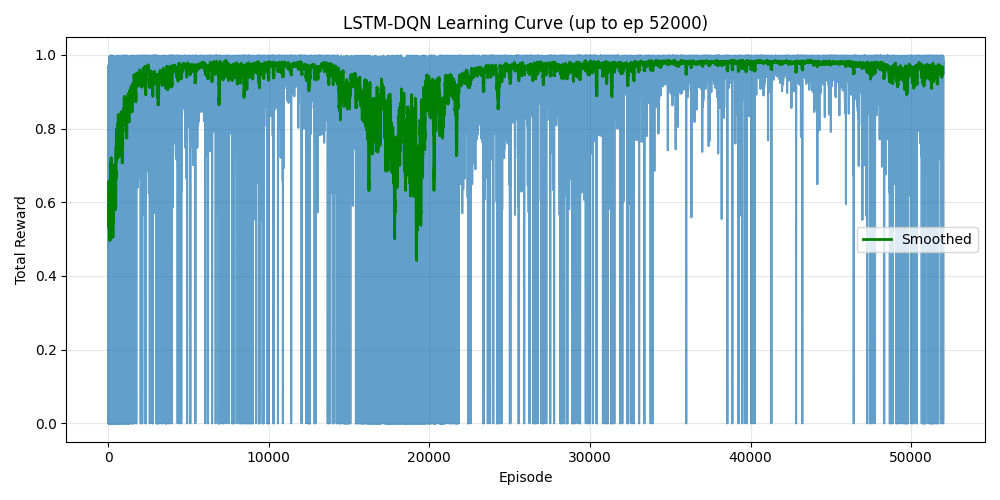 LSTM-DQN Learning Curve (up to ep 52000)
Total Reward
1.0
0.8
0.6
0.4
0.2
0.0
Smoothed
0 10000 20000 30000 40000 50000
Episode